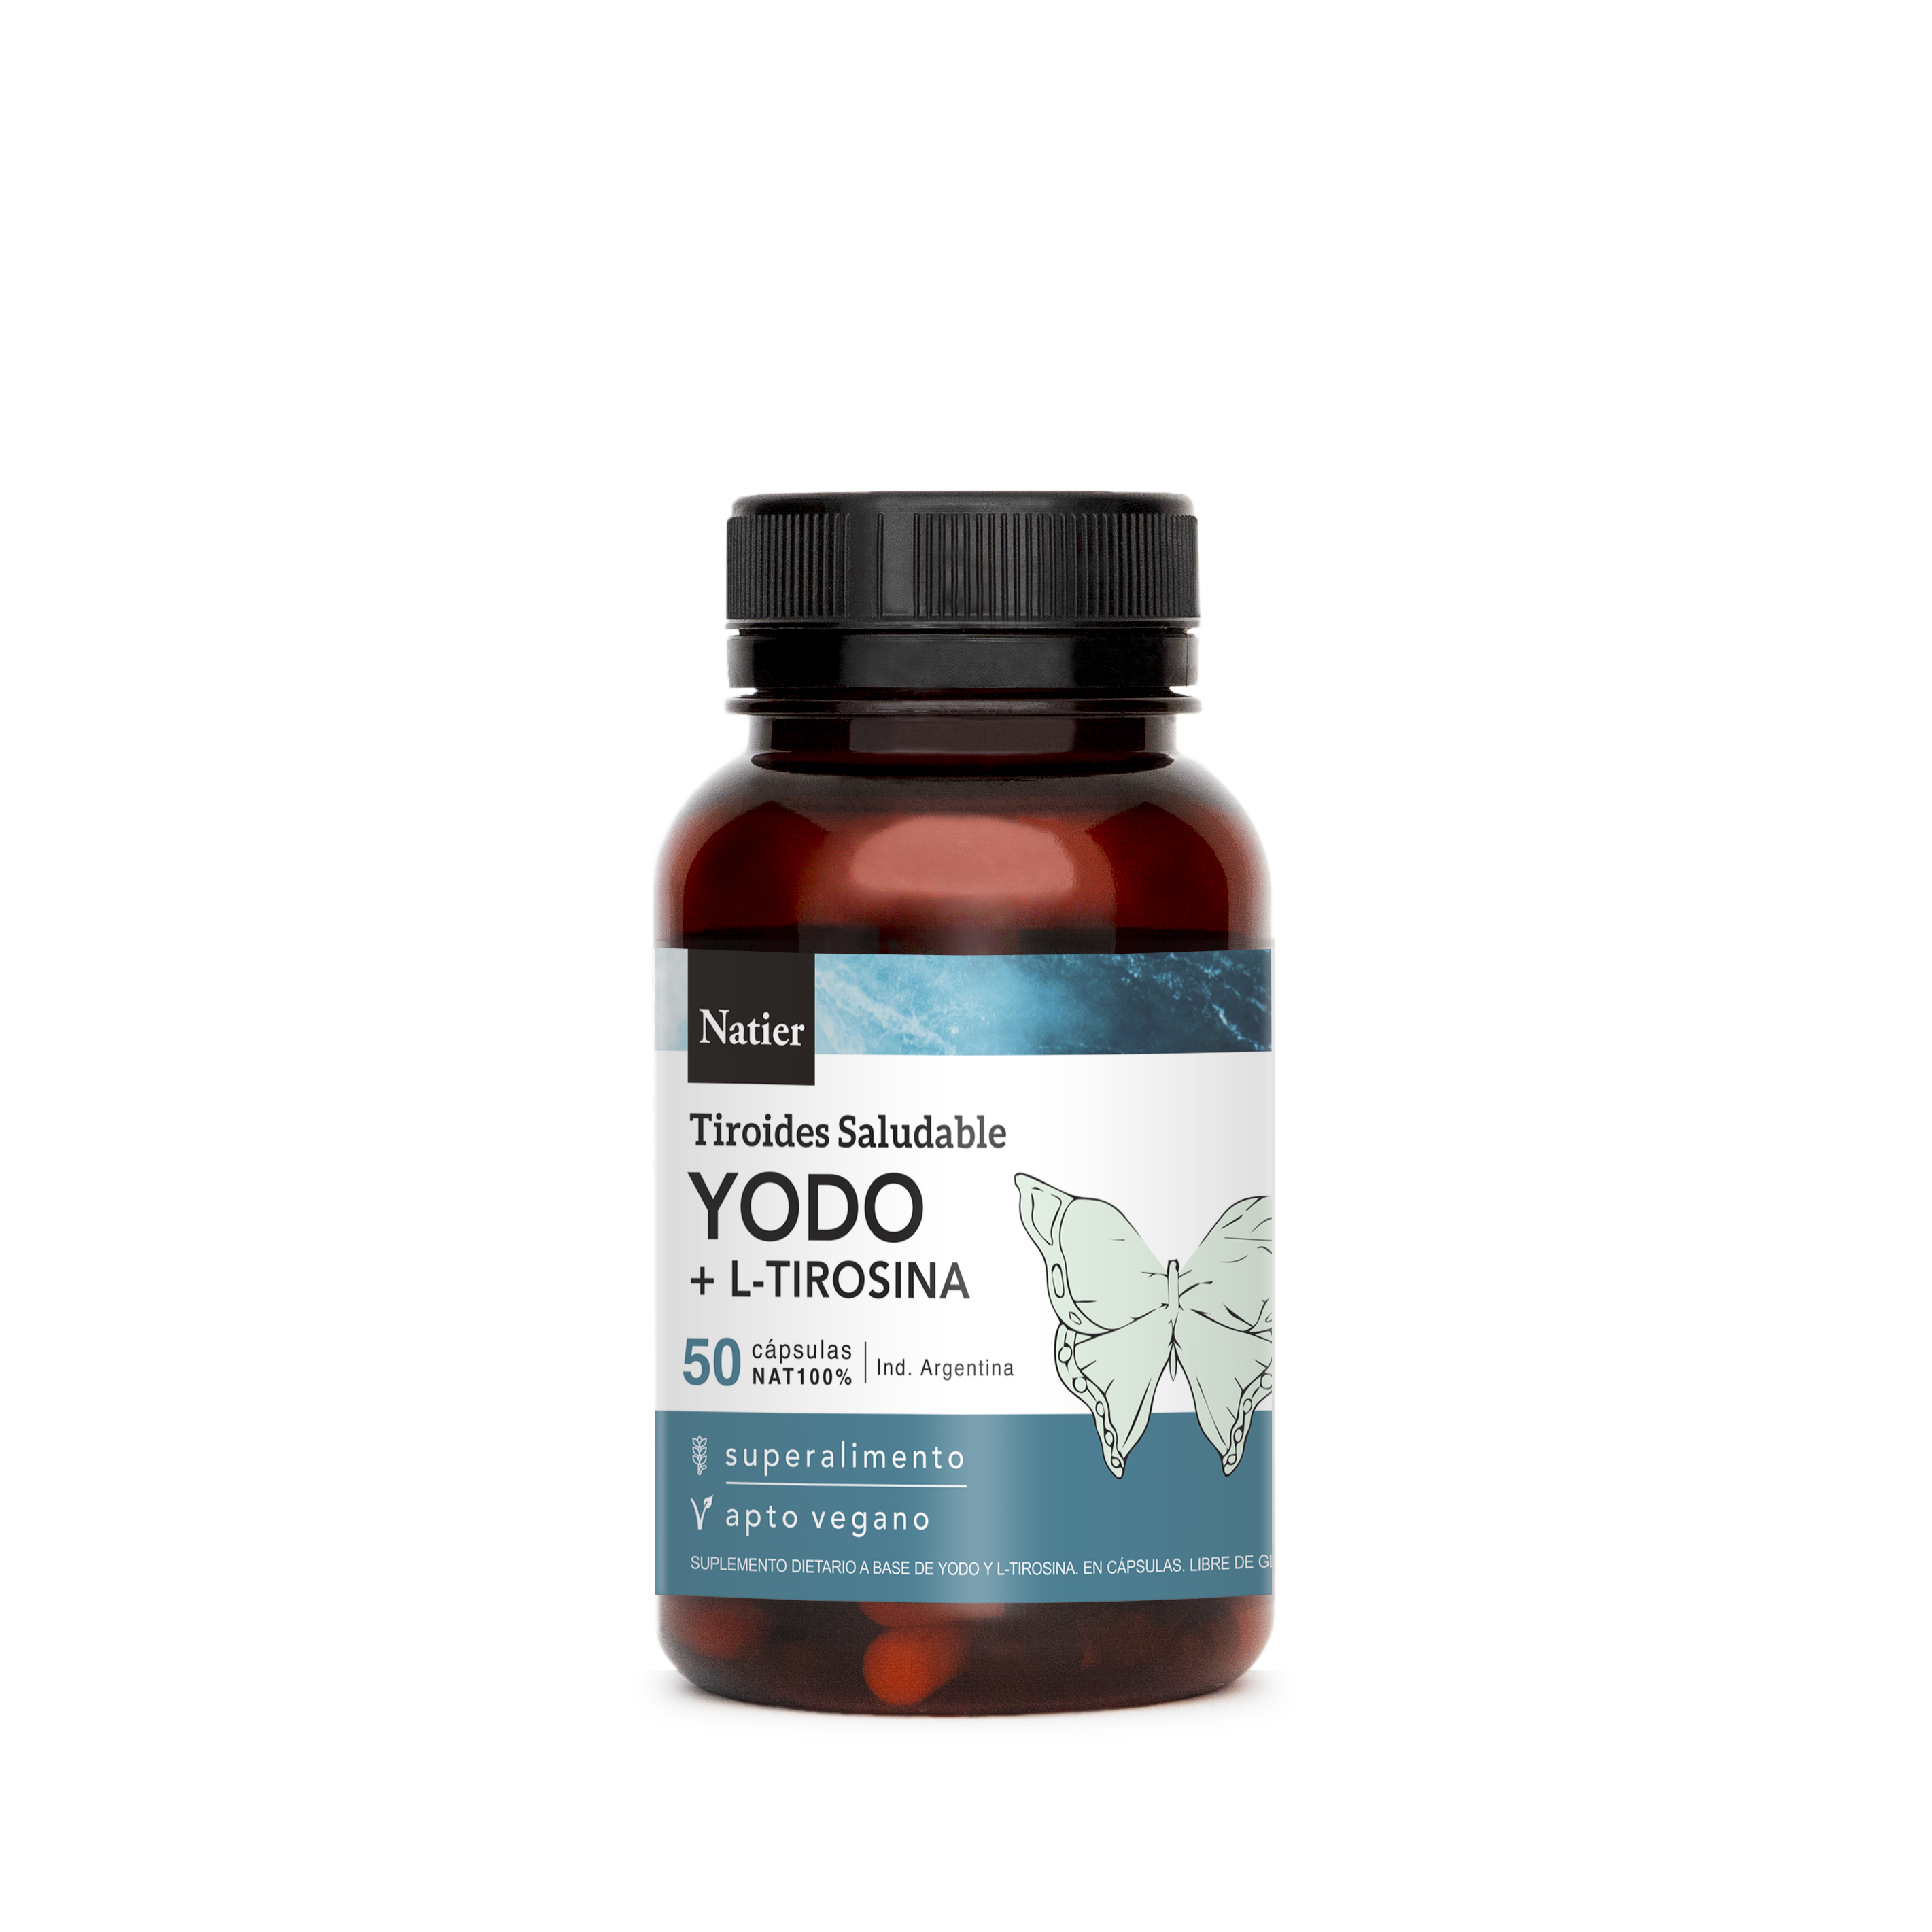 Natier
Tiroides Saludable
YODO
+ L-TIROSINA
50 cápsulas
NAT100%
Ind. Argentina
superalimento
apto vegano
SUPLEMENTO DIETARIO A BASE DE YODO Y L-TIROSINA. EN CÁPSULAS. LIBRE DE